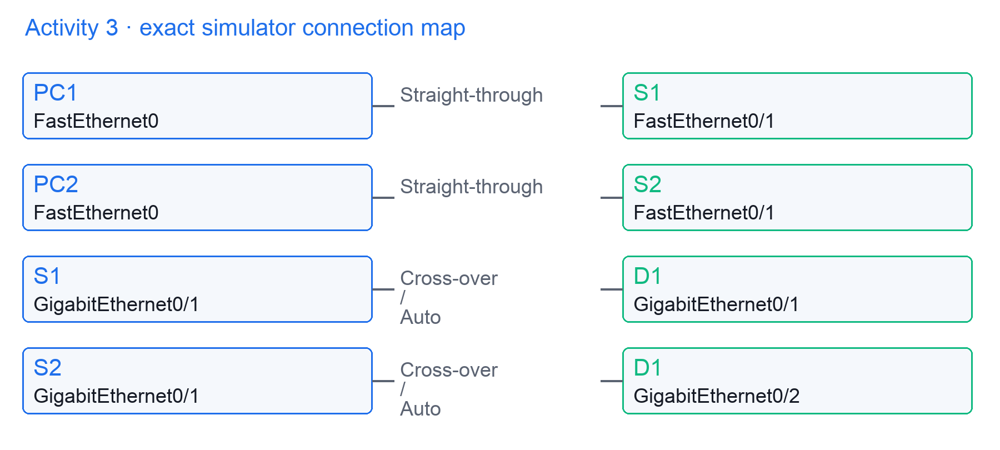 Activity 3 · exact simulator connection map
PC1
FastEthernet0
Straight-through
S1
FastEthernet0/1
PC2
FastEthernet0
Straight-through
S2
FastEthernet0/1
S1
GigabitEthernet0/1
Cross-over
/
Auto
D1
GigabitEthernet0/1
S2
GigabitEthernet0/1
Cross-over
/
Auto
D1
GigabitEthernet0/2